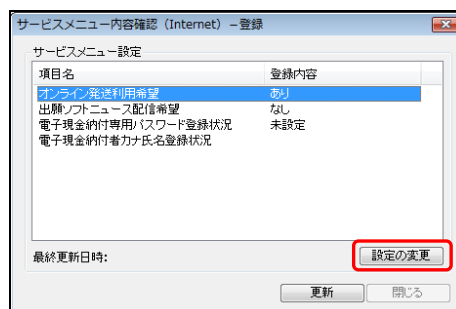 サービスメニュー内容確認（Internet）－登録
サービスメニュー設定
項目名 登録内容
オンライン発送利用希望 あり
出願ソフトニュース配信希望 なし
電子現金納付専用パスワード登録状況 未設定
電子現金納付者カナ氏名登録状況
最終更新日時: 設定の変更
更新 閉じる